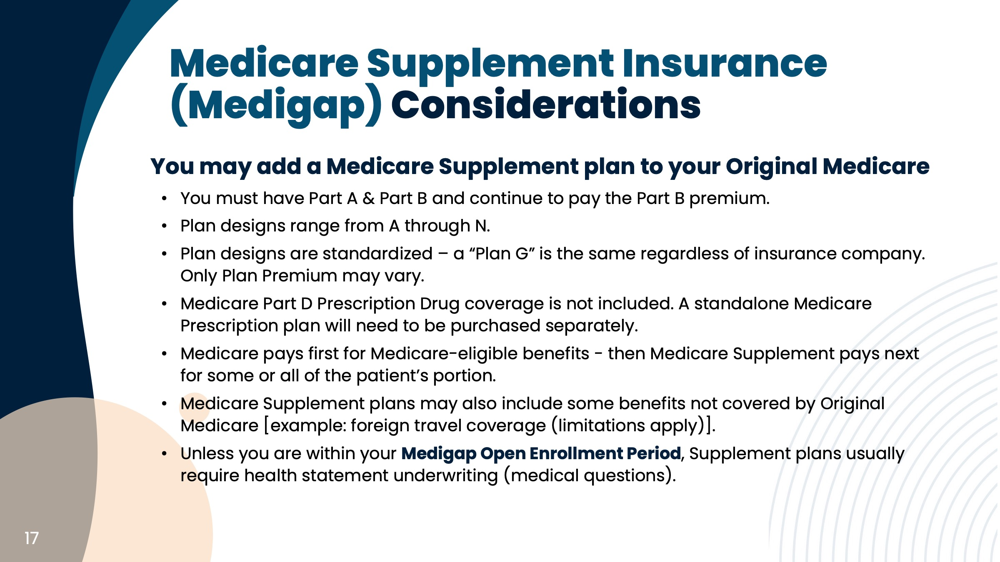 Medicare Supplement Insurance
(Medigap) Considerations
You may add a Medicare Supplement plan to your Original Medicare
• You must have Part A & Part B and continue to pay the Part B premium.
• Plan designs range from A through N.
• Plan designs are standardized – a “Plan G” is the same regardless of insurance company.
Only Plan Premium may vary.
• Medicare Part D Prescription Drug coverage is not included. A standalone Medicare
Prescription plan will need to be purchased separately.
• Medicare pays first for Medicare-eligible benefits - then Medicare Supplement pays next
for some or all of the patient’s portion.
• Medicare Supplement plans may also include some benefits not covered by Original
Medicare [example: foreign travel coverage (limitations apply)].
• Unless you are within your Medigap Open Enrollment Period, Supplement plans usually
require health statement underwriting (medical questions).
17